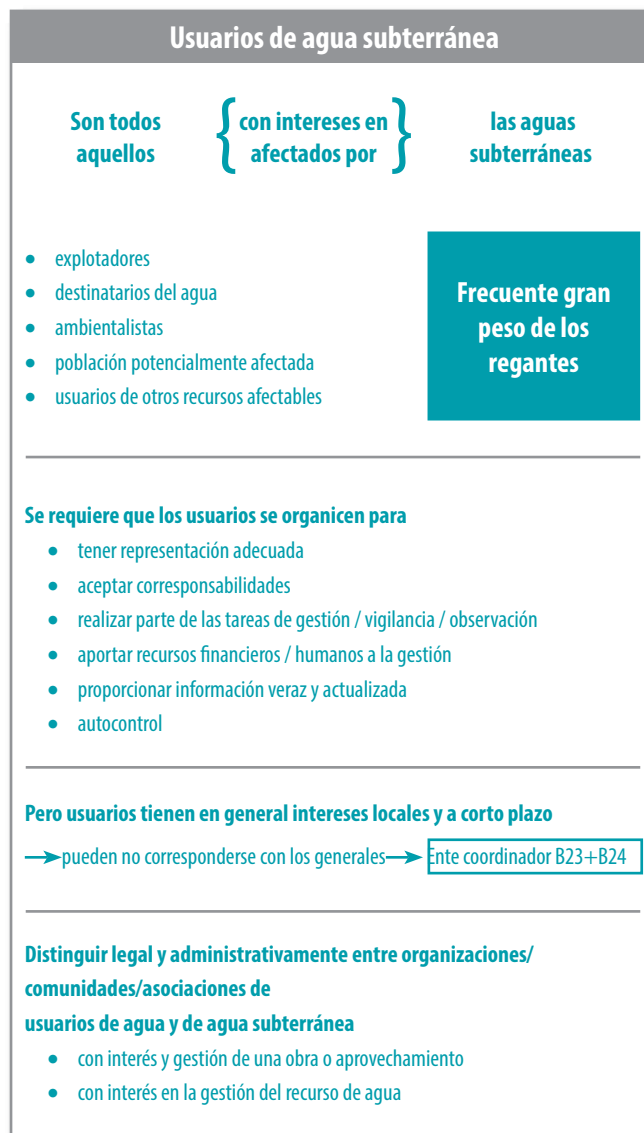 Usuarios de agua subterránea
Son todos
aquellos
{ con intereses en
afectados por }
las aguas
subterráneas
• explotadores
• destinatarios del agua
• ambientalistas
• población potencialmente afectada
• usuarios de otros recursos afectables
Frecuente gran
peso de los
regantes
Se requiere que los usuarios se organicen para
• tener representación adecuada
• aceptar corresponsabilidades
• realizar parte de las tareas de gestión / vigilancia / observación
• aportar recursos financieros / humanos a la gestión
• proporcionar información veraz y actualizada
• autocontrol
Pero usuarios tienen en general intereses locales y a corto plazo
→ pueden no corresponderse con los generales → Ente coordinador B23+B24
Distinguir legal y administrativamente entre organizaciones/
comunidades/asociaciones de
usuarios de agua y de agua subterránea
• con interés y gestión de una obra o aprovechamiento
• con interés en la gestión del recurso de agua